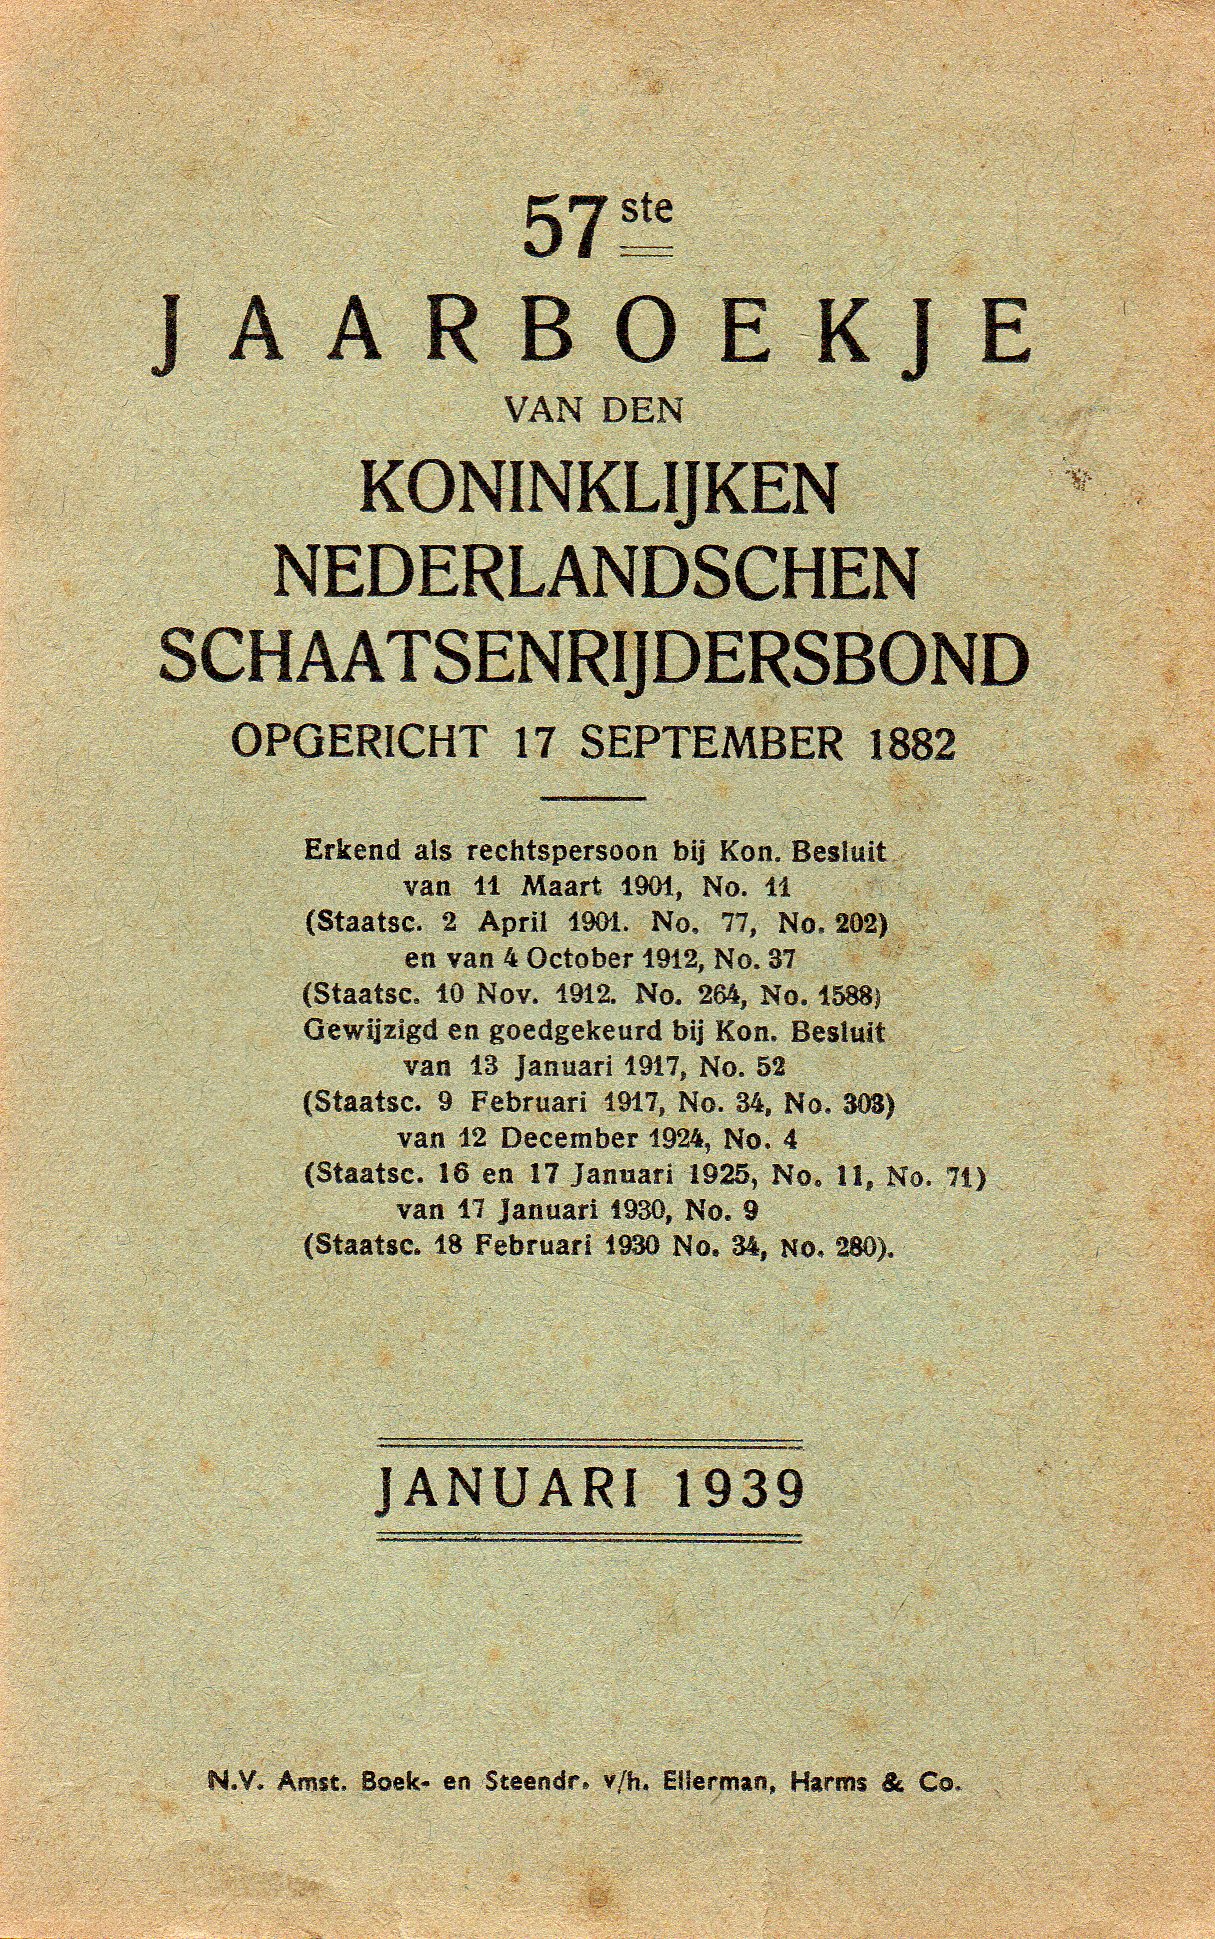 57ste
JAARBOEKJE
VAN DEN
KONINKLIJKEN
NEDERLANDSCHEN
SCHAATSENRIJDERSBOND
OPGERICHT 17 SEPTEMBER 1882
Erkend als rechtspersoon bij Kon. Besluit
van 11 Maart 1901, No. 11
(Staatsc. 2 April 1901. No. 77, No. 202)
en van 4 October 1912, No. 37
(Staatsc. 10 Nov. 1912. No. 264, No. 1588)
Gewijzigd en goedgekeurd bij Kon. Besluit
van 13 Januari 1917, No. 52
(Staatsc. 9 Februari 1917, No. 34, No. 303)
van 12 December 1924, No. 4
(Staatsc. 16 en 17 Januari 1925, No. 11, No. 71)
van 17 Januari 1930, No. 9
(Staatsc. 18 Februari 1930 No. 34, No. 280).
JANUARI 1939
N.V. Amst. Boek- en Steendr. v/h. Ellerman, Harms & Co.